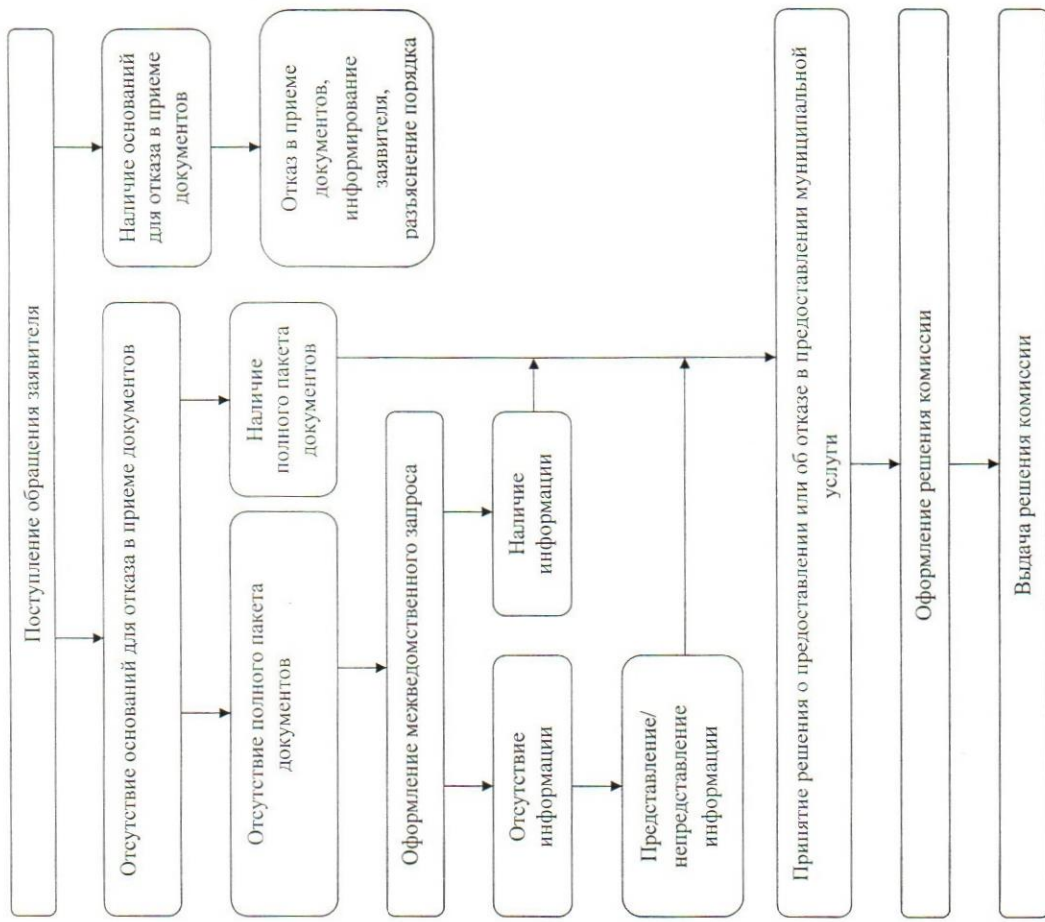 Поступление обращения заявителя
Отсутствие оснований для отказа в приеме документов
Наличие оснований
для отказа в приеме
документов
Отсутствие полного пакета
документов
Наличие
полного пакета
документов
Отказ в приеме
документов,
информирование
заявителя,
разъяснение порядка
Оформление межведомственного запроса
Отсутствие
информации
Наличие
информации
Представление/
непредставление
информации
Принятие решения о предоставлении или об отказе в предоставлении муниципальной
услуги
Оформление решения комиссии
Выдача решения комиссии